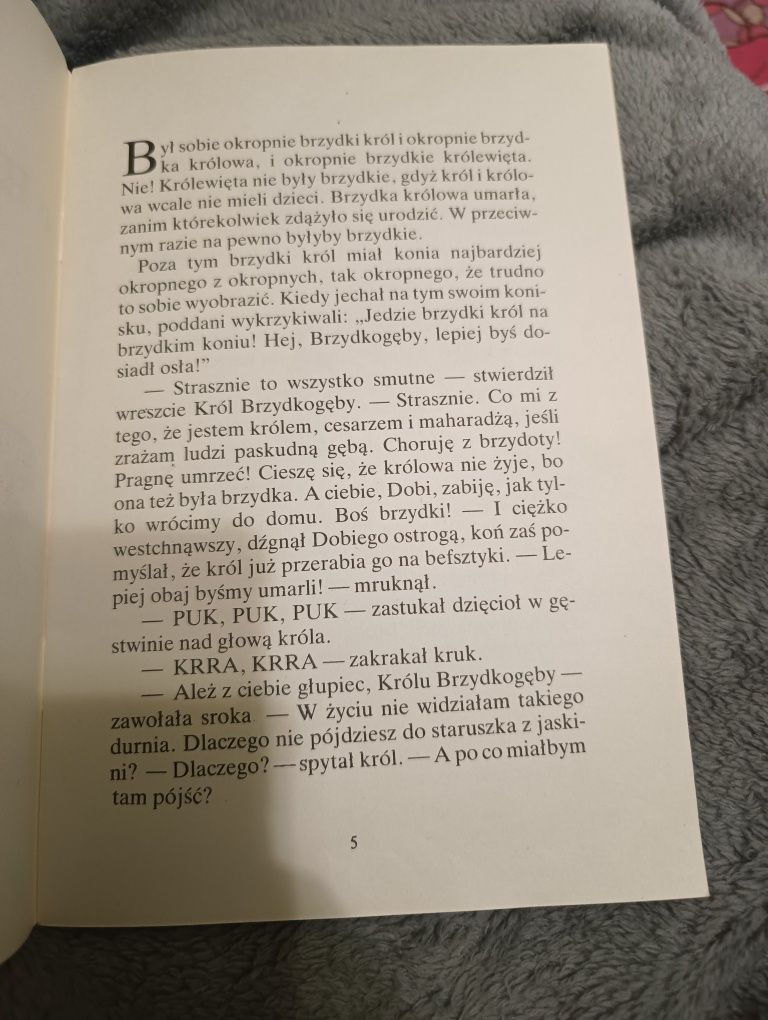 Był sobie okropnie brzydki król i okropnie brzyd-
ka królowa, i okropnie brzydkie królewięta.
Nie! Królewięta nie były brzydkie, gdyż król i królo-
wa wcale nie mieli dzieci. Brzydka królowa umarła,
zanim którekolwiek zdążyło się urodzić. W przeciw-
nym razie na pewno byłyby brzydkie.
Poza tym brzydki król miał konia najbardziej
okropnego z okropnych, tak okropnego, że trudno
to sobie wyobrazić. Kiedy jechał na tym swoim koni-
sku, poddani wykrzykiwali: „Jedzie brzydki król na
brzydkim koniu! Hej, Brzydkogęby, lepiej byś do-
siadł osła!”
— Strasznie to wszystko smutne — stwierdził
wreszcie Król Brzydkogęby. — Strasznie. Co mi z
tego, że jestem królem, cesarzem i maharadżą, jeśli
zrażam ludzi paskudną gębą. Choruję z brzydoty!
Pragnę umrzeć! Cieszę się, że królowa nie żyje, bo
ona też była brzydka. A ciebie, Dobi, zabiję, jak tyl-
ko wrócimy do domu. Boś brzydki! — I ciężko
westchnąwszy, dźgnął Dobiego ostrogą, koń zaś po-
myślał, że król już przerabia go na befsztyki. — Le-
piej obaj byśmy umarli! — mruknął.
— PUK, PUK, PUK — zastukał dzięcioł w gę-
stwinie nad głową króla.
— KRRA, KRRA — zakrakał kruk.
— Ależ z ciebie głupiec, Królu Brzydkogęby —
zawołała sroka — W życiu nie widziałam takiego
durnia. Dlaczego nie pójdziesz do staruszka z jaski-
ni? — Dlaczego? — spytał król. — A po co miałbym
tam pójść?
5